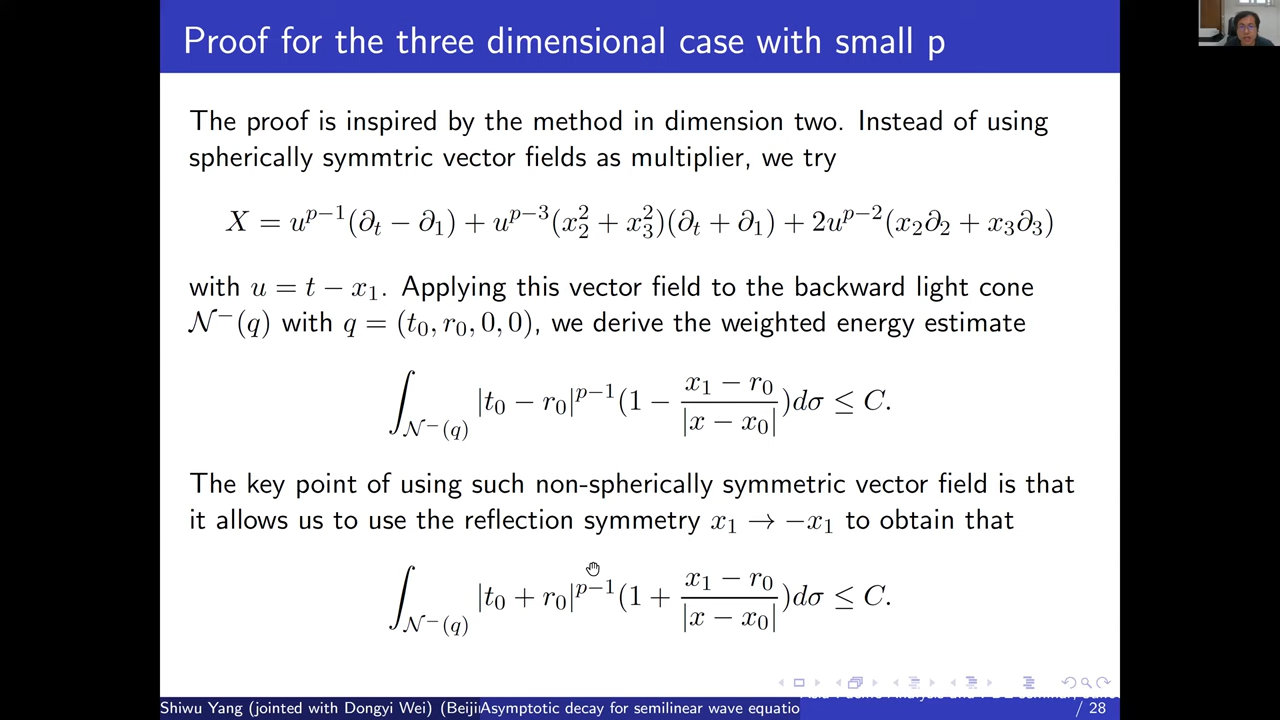 Proof for the three dimensional case with small p
The proof is inspired by the method in dimension two. Instead of using
spherically symmtric vector fields as multiplier, we try
X = u^{p−1}(∂_t − ∂_1) + u^{p−3}(x_2^2 + x_3^2)(∂_t + ∂_1) + 2u^{p−2}(x_2∂_2 + x_3∂_3)
with u = t − x_1. Applying this vector field to the backward light cone
𝒩^−(q) with q = (t_0, r_0, 0, 0), we derive the weighted energy estimate
∫_{𝒩^−(q)} |t_0 − r_0|^{p−1}(1 − \frac{x_1 − r_0}{|x − x_0|})dσ ≤ C.
The key point of using such non-spherically symmetric vector field is that
it allows us to use the reflection symmetry x_1 → −x_1 to obtain that
∫_{𝒩^−(q)} |t_0 + r_0|^{p−1}(1 + \frac{x_1 − r_0}{|x − x_0|})dσ ≤ C.
Shiwu Yang (jointed with Dongyi Wei) (Beiji Asymptotic decay for semilinear wave equatio / 28